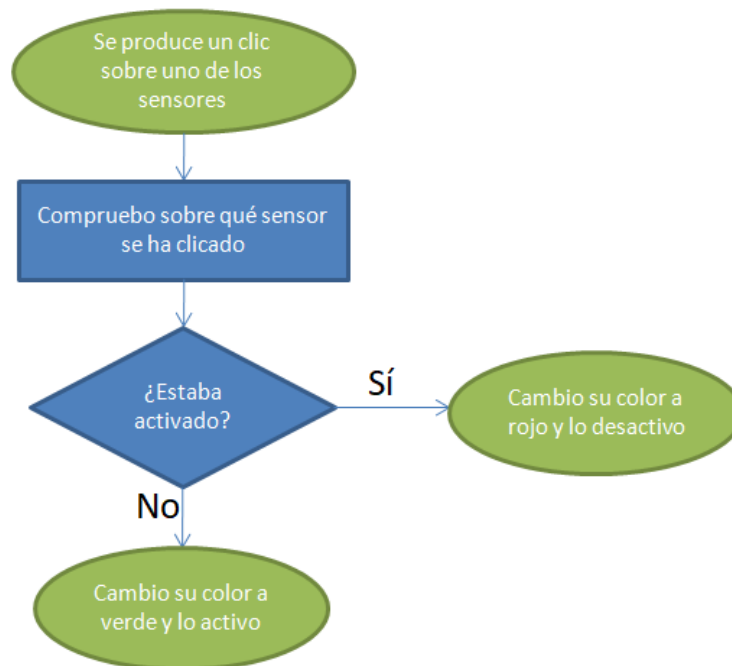 Se produce un clic
sobre uno de los
sensores
Compruebo sobre qué sensor
se ha clicado
¿Estaba
activado?
Sí
Cambio su color a
rojo y lo desactivo
No
Cambio su color a
verde y lo activo